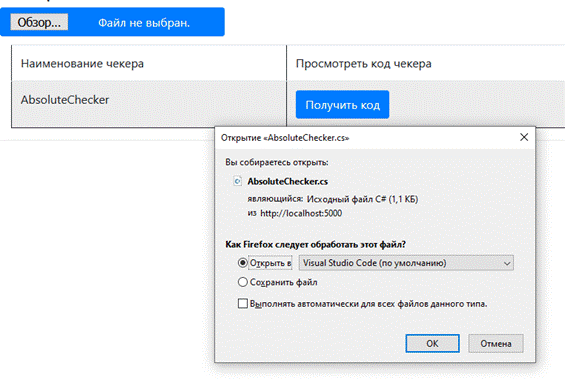 Обзор... Файл не выбран.
Наименование чекера Просмотреть код чекера
AbsoluteChecker Получить код
Открытие «AbsoluteChecker.cs»
Вы собираетесь открыть:
AbsoluteChecker.cs
являющийся: Исходный файл C# (1,1 КБ)
из http://localhost:5000
Как Firefox следует обработать этот файл?
Открыть в Visual Studio Code (по умолчанию)
Сохранить файл
Выполнять автоматически для всех файлов данного типа.
ОК Отмена